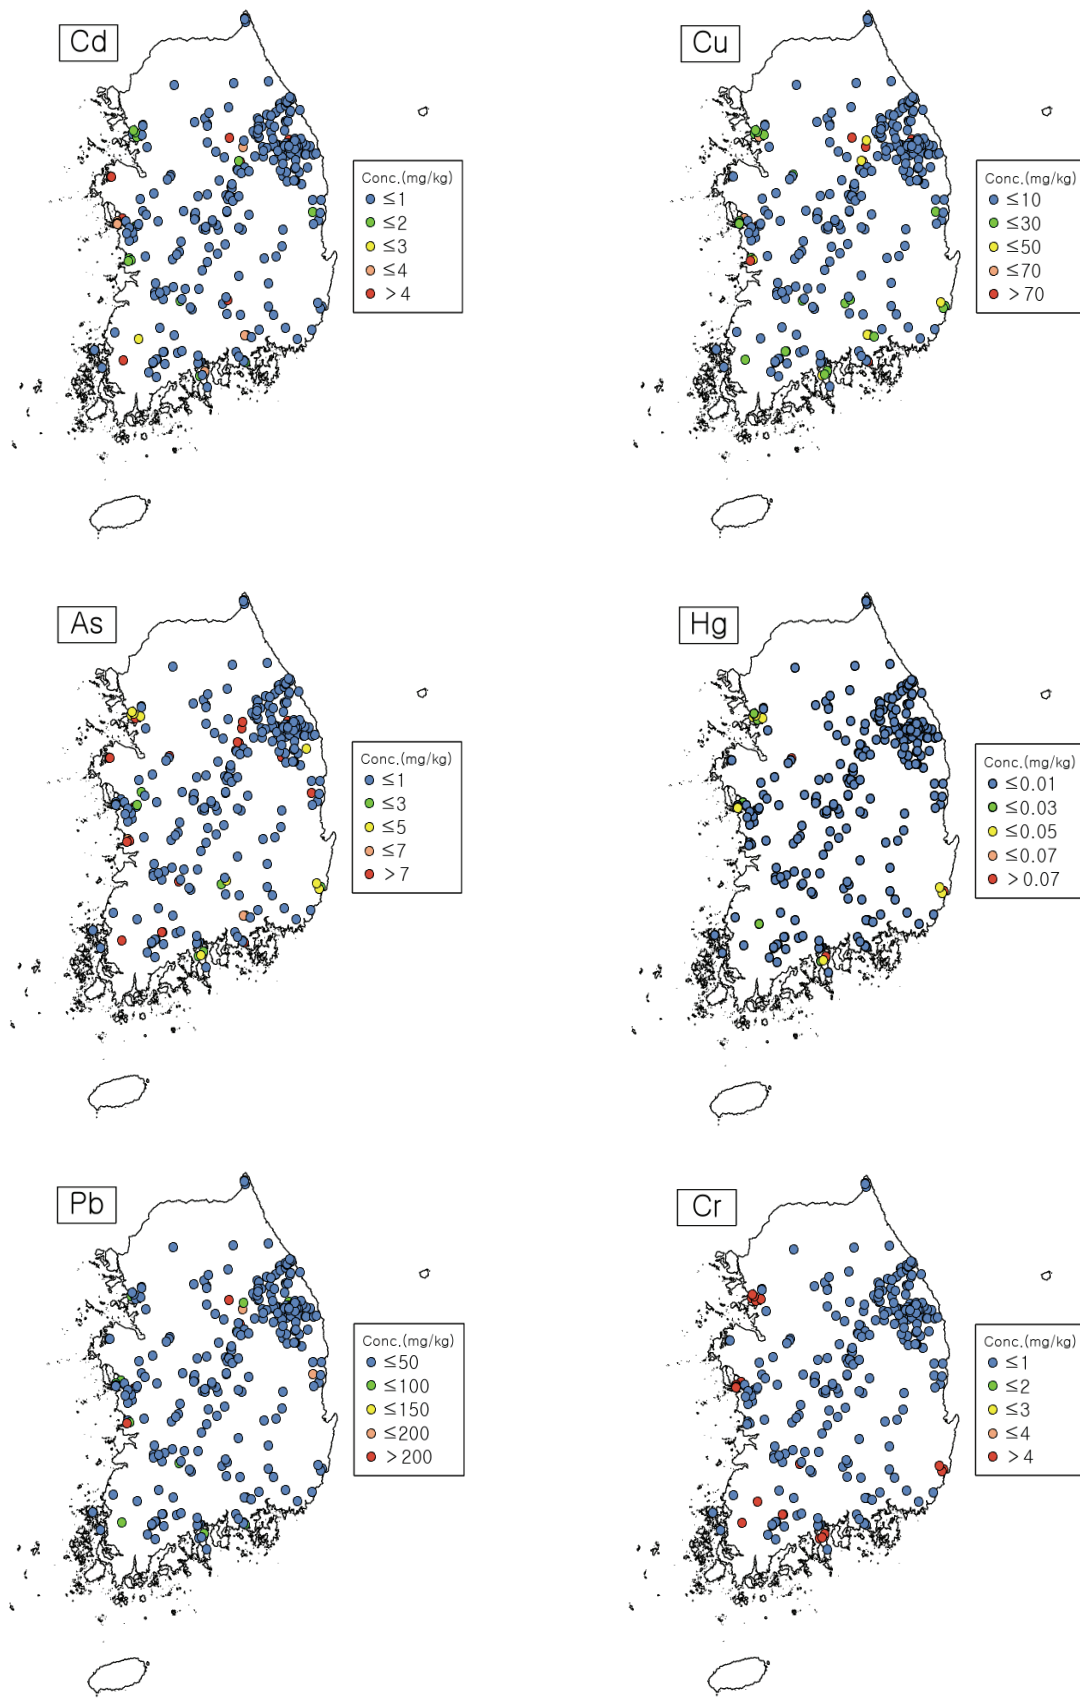 Cd
Conc.(mg/kg)
≤1
≤2
≤3
≤4
>4
Cu
Conc.(mg/kg)
≤10
≤30
≤50
≤70
>70
As
Conc.(mg/kg)
≤1
≤3
≤5
≤7
>7
Hg
Conc.(mg/kg)
≤0.01
≤0.03
≤0.05
≤0.07
>0.07
Pb
Conc.(mg/kg)
≤50
≤100
≤150
≤200
>200
Cr
Conc.(mg/kg)
≤1
≤2
≤3
≤4
>4